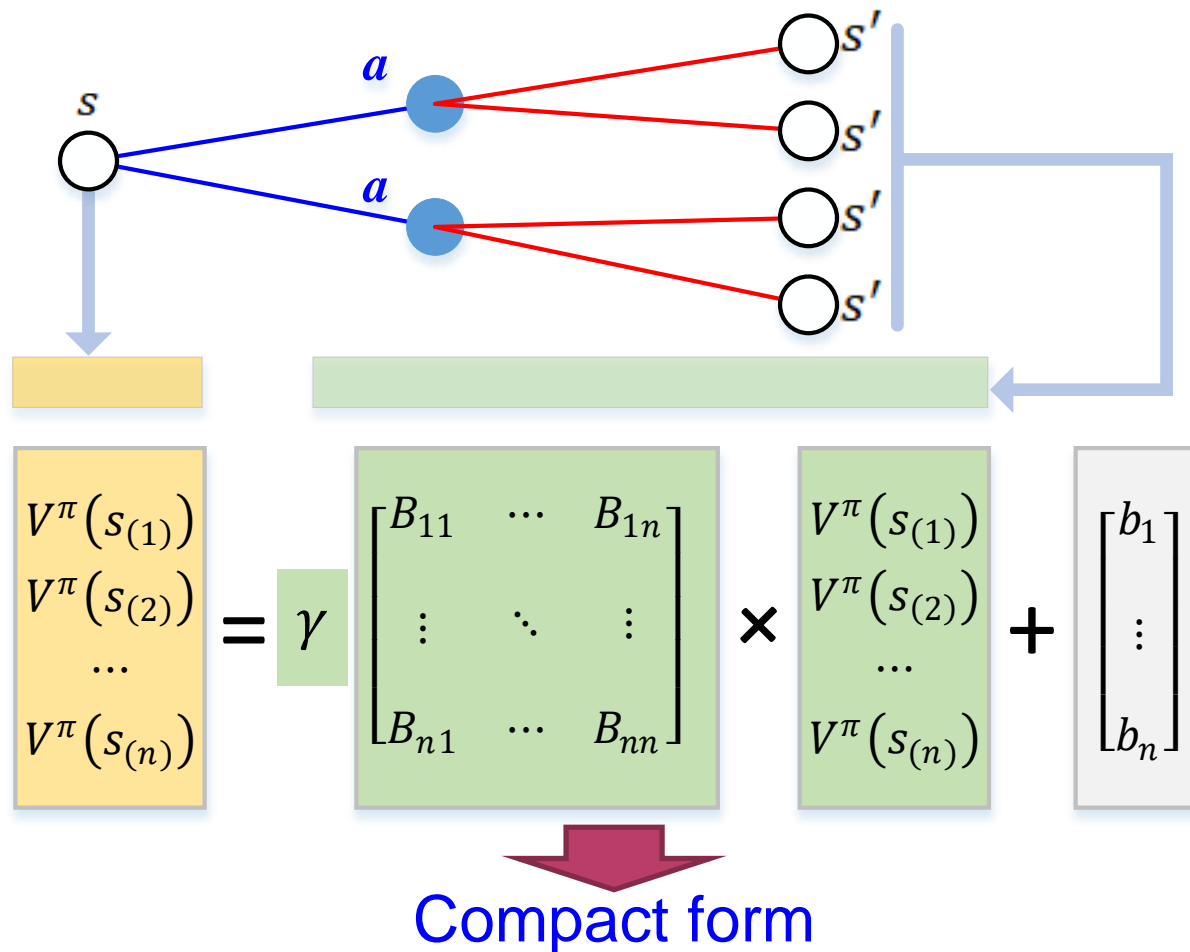 s
a
a
s′
s′
s′
s′
V^π(s_(1))
V^π(s_(2))
⋯
V^π(s_(n))
=
γ
[B_11 ⋯ B_1n
⋮ ⋱ ⋮
B_n1 ⋯ B_nn]
×
V^π(s_(1))
V^π(s_(2))
⋯
V^π(s_(n))
+
[b_1
⋮
b_n]
Compact form